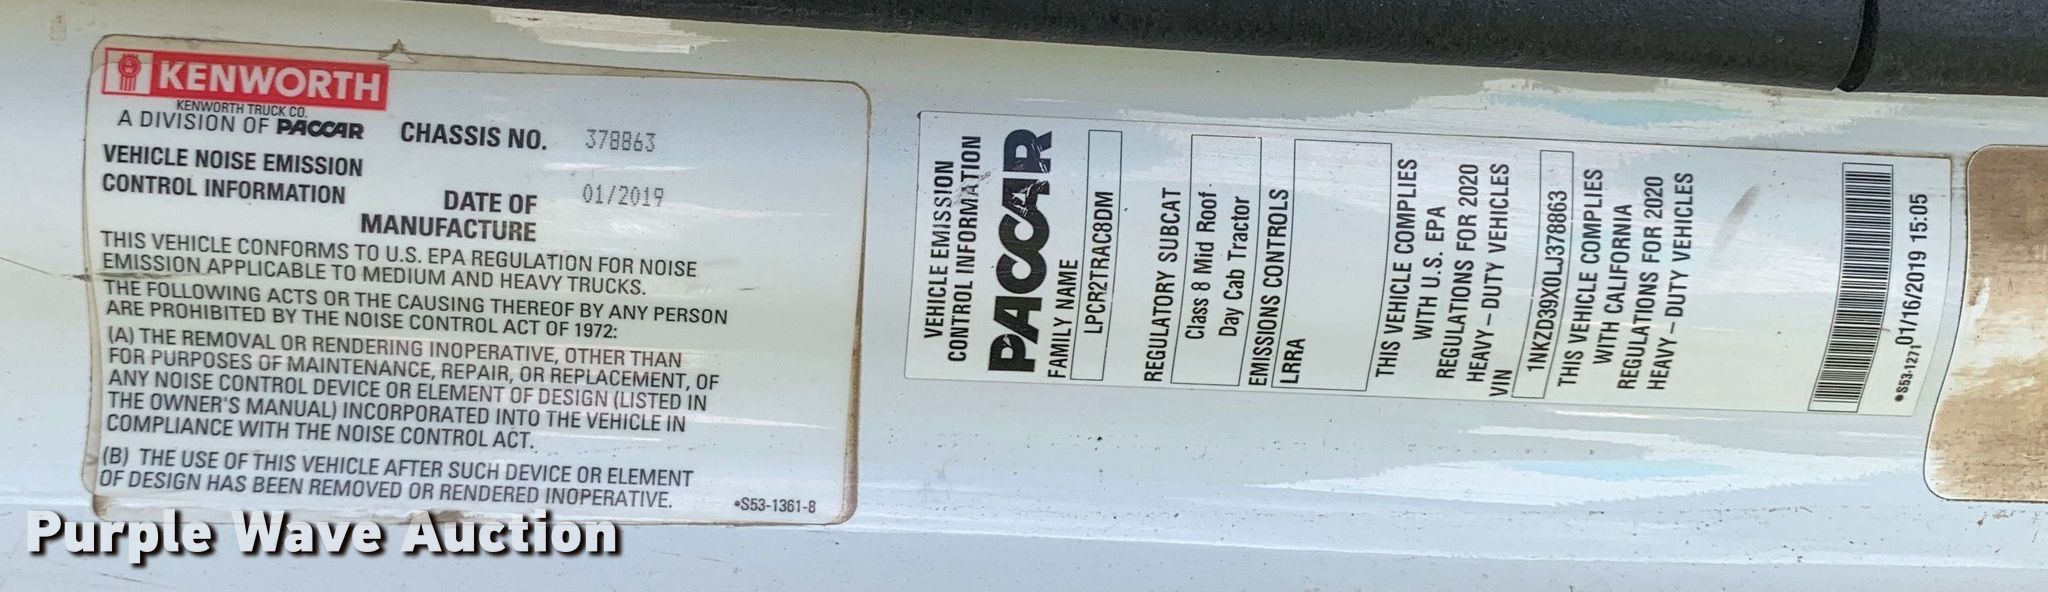 KENWORTH
KENWORTH TRUCK CO.
A DIVISION OF PACCAR
CHASSIS NO. 378863
VEHICLE NOISE EMISSION
CONTROL INFORMATION
DATE OF
MANUFACTURE
01/2019
THIS VEHICLE CONFORMS TO U.S. EPA REGULATION FOR NOISE
EMISSION APPLICABLE TO MEDIUM AND HEAVY TRUCKS.
THE FOLLOWING ACTS OR THE CAUSING THEREOF BY ANY PERSON
ARE PROHIBITED BY THE NOISE CONTROL ACT OF 1972:
(A) THE REMOVAL OR RENDERING INOPERATIVE, OTHER THAN
FOR PURPOSES OF MAINTENANCE, REPAIR, OR REPLACEMENT, OF
ANY NOISE CONTROL DEVICE OR ELEMENT OF DESIGN (LISTED IN
THE OWNER'S MANUAL) INCORPORATED INTO THE VEHICLE IN
COMPLIANCE WITH THE NOISE CONTROL ACT.
(B) THE USE OF THIS VEHICLE AFTER SUCH DEVICE OR ELEMENT
OF DESIGN HAS BEEN REMOVED OR RENDERED INOPERATIVE.
•S53-1361-8
VEHICLE EMISSION
CONTROL INFORMATION
PACCAR
FAMILY NAME
LPCR2TRAC8DM
REGULATORY SUBCAT
Class 8 Mid Roof
Day Cab Tractor
EMISSIONS CONTROLS
LRRA
THIS VEHICLE COMPLIES
WITH U.S. EPA
REGULATIONS FOR 2020
HEAVY – DUTY VEHICLES
VIN
1NKZD39X0LJ378863
THIS VEHICLE COMPLIES
WITH CALIFORNIA
REGULATIONS FOR 2020
HEAVY – DUTY VEHICLES
•S53-1271 01/16/2019 15:05
Purple Wave Auction